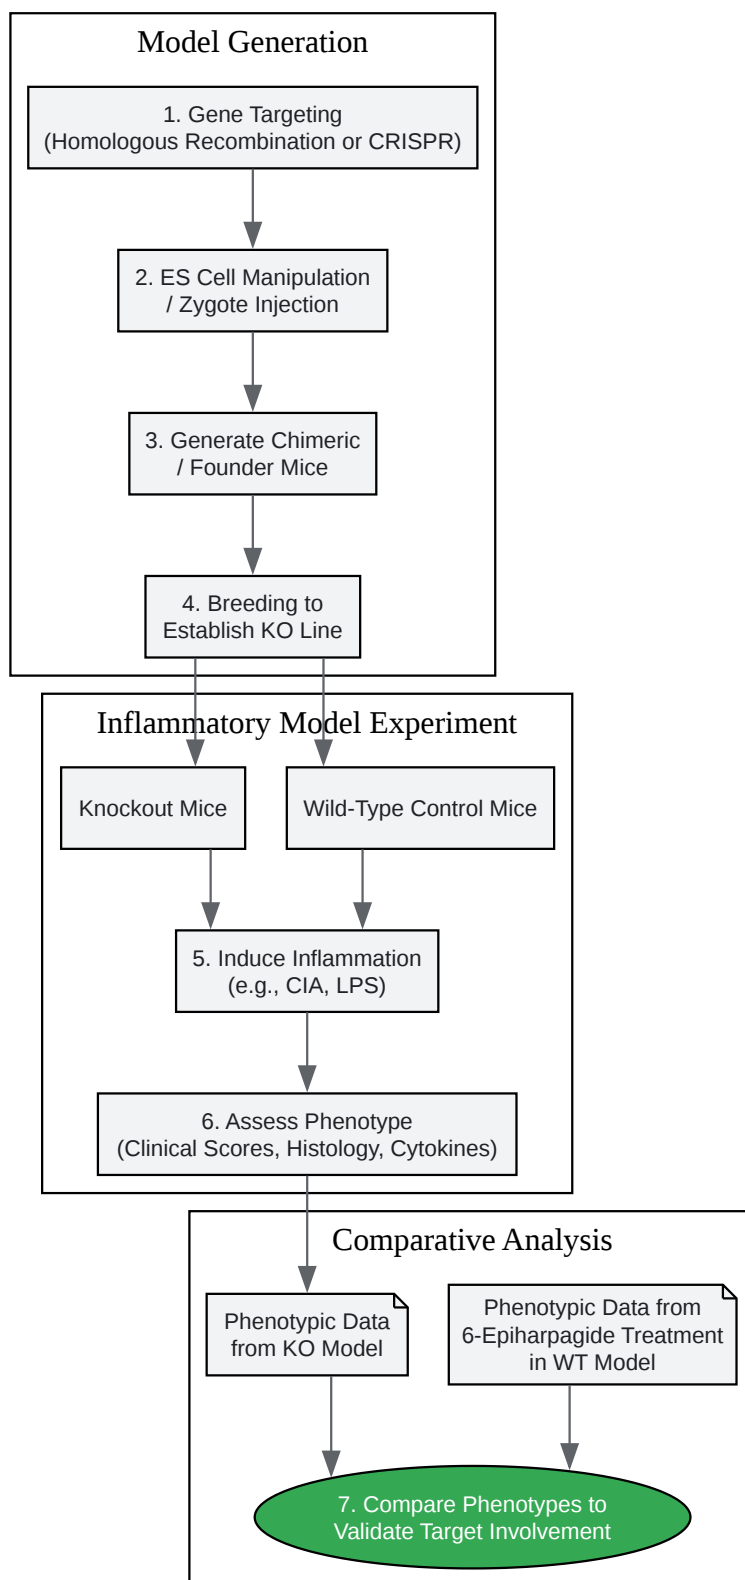 Model Generation
1. Gene Targeting
(Homologous Recombination or CRISPR)
2. ES Cell Manipulation
/ Zygote Injection
3. Generate Chimeric
/ Founder Mice
4. Breeding to
Establish KO Line
Inflammatory Model Experiment
Knockout Mice
Wild-Type Control Mice
5. Induce Inflammation
(e.g., CIA, LPS)
6. Assess Phenotype
(Clinical Scores, Histology, Cytokines)
Comparative Analysis
Phenotypic Data
from KO Model
Phenotypic Data from
6-Epiharpagide Treatment
in WT Model
7. Compare Phenotypes to
Validate Target Involvement